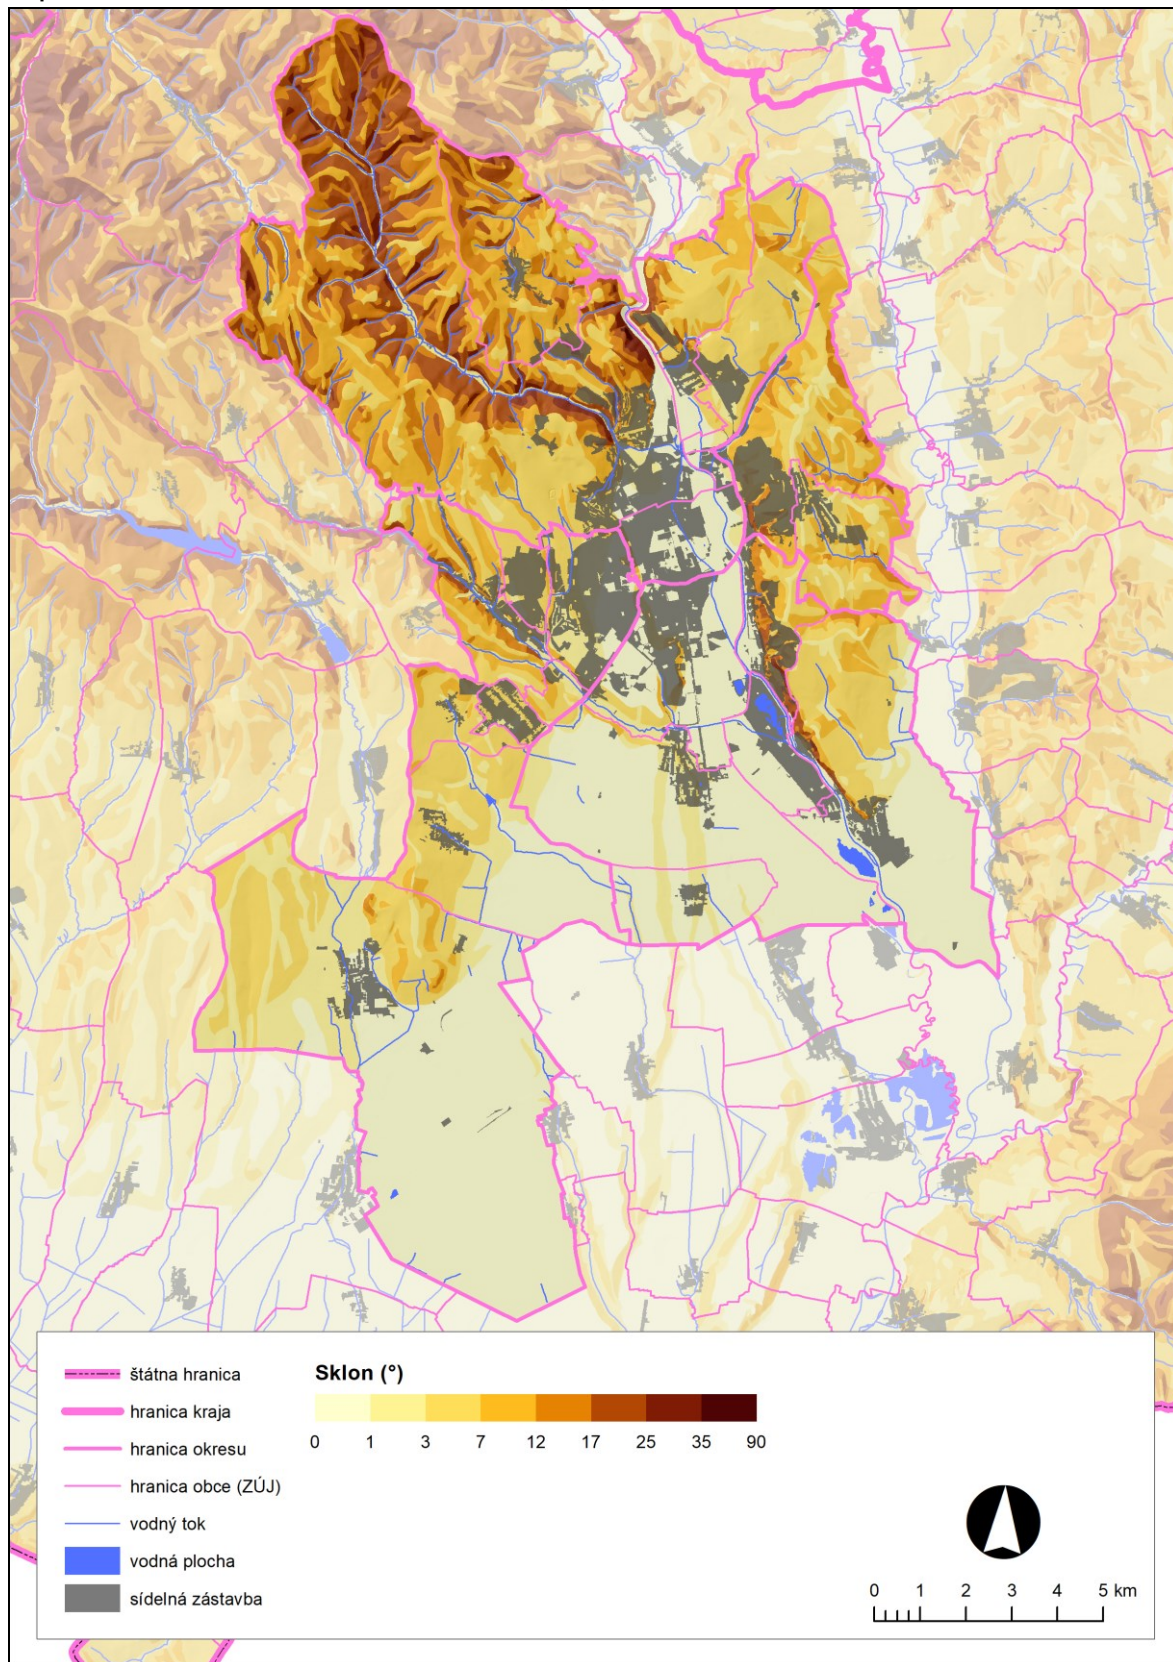 štátna hranica
hranica kraja
hranica okresu
hranica obce (ZÚJ)
vodný tok
vodná plocha
sídelná zástavba
Sklon (°)
0 1 3 7 12 17 25 35 90
0 1 2 3 4 5 km